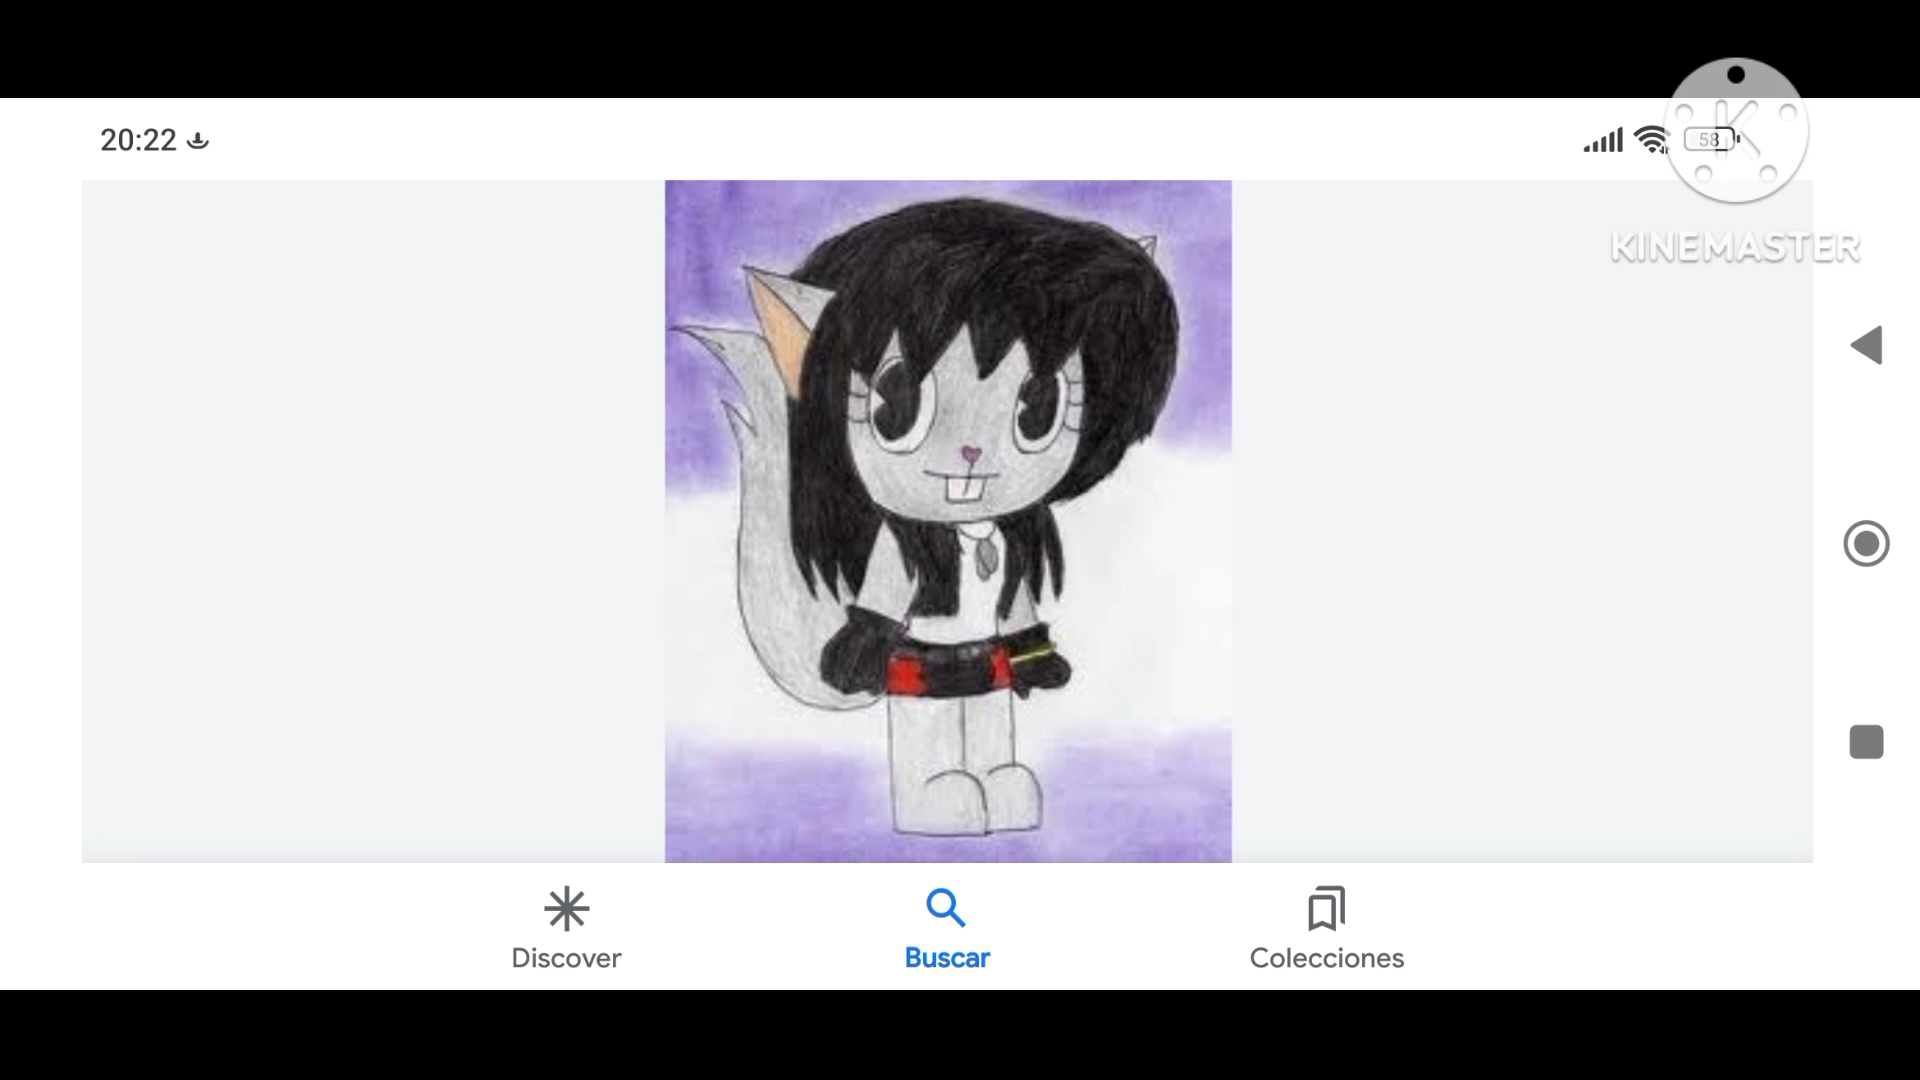 20:22
58
K
KINEMASTER
Discover
Buscar
Colecciones